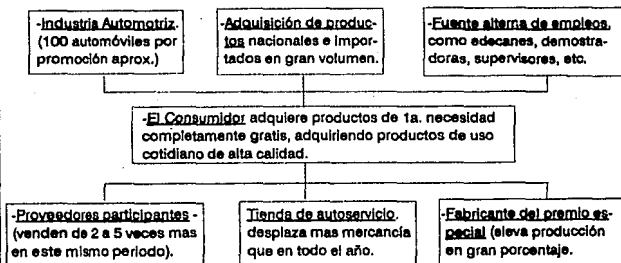 -Industria Automotriz.
(100 automóviles por
promoción aprox.)
-Adquisición de produc-
tos nacionales e impor-
tados en gran volumen.
-Fuente alterna de empleos,
como edecanes, demostra-
doras, supervisores, etc.
-El Consumidor adquiere productos de 1a. necesidad
completamente gratis, adquiriendo productos de uso
cotidiano de alta calidad.
-Proveedores participantes -
(venden de 2 a 5 veces mas
en este mismo periodo).
Tienda de autoservicio.
desplaza mas mercancía
que en todo el año.
-Fabricante del premio es-
pecial (eleva producción
en gran porcentaje.